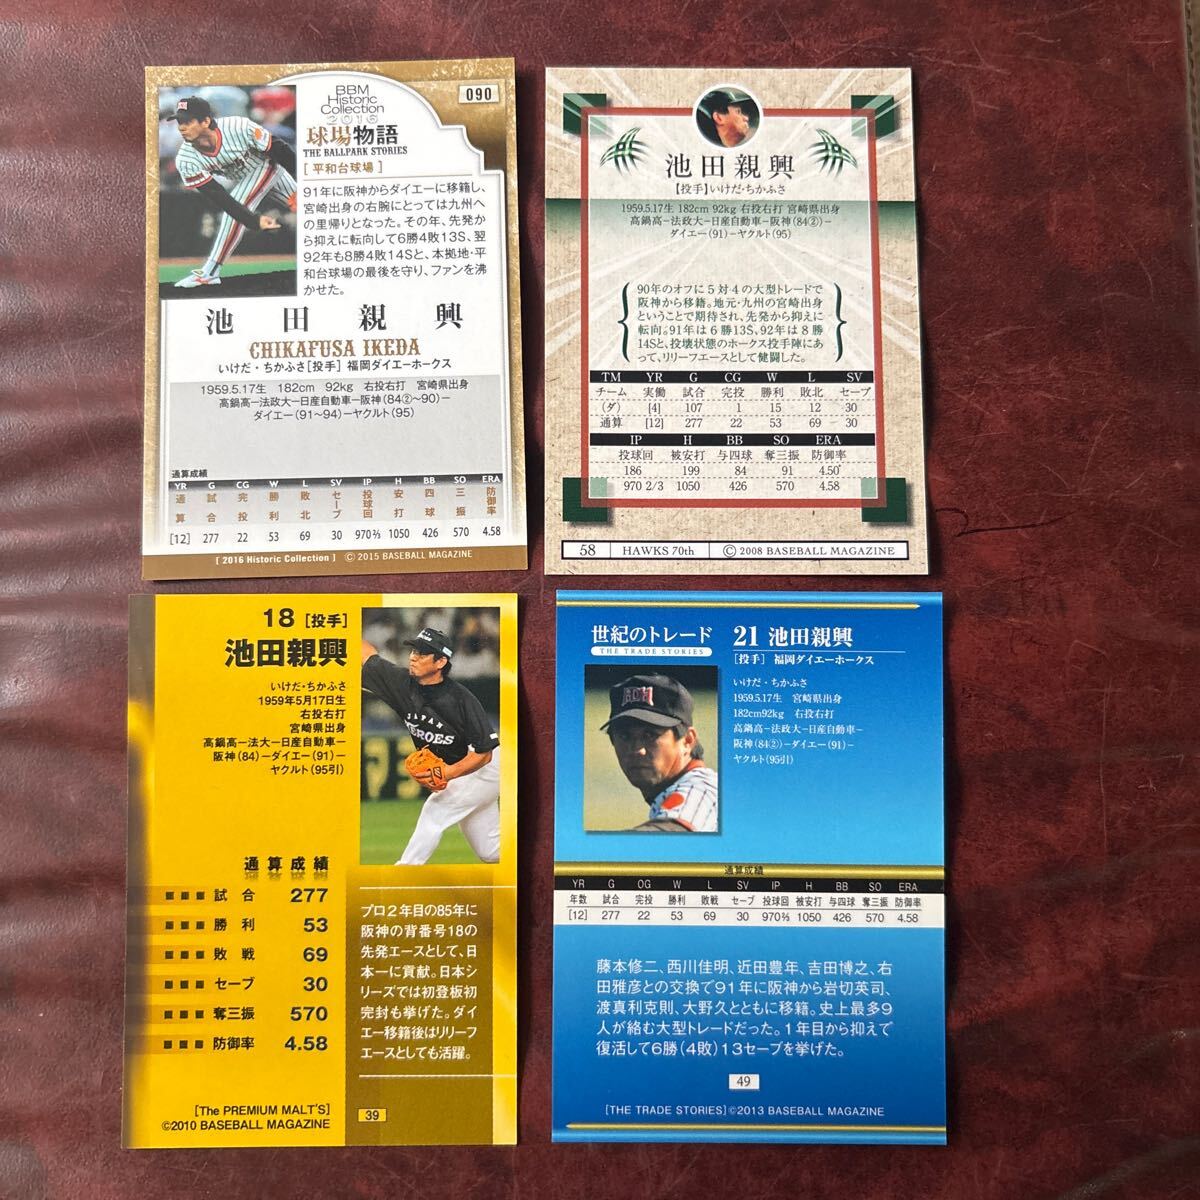 BBM
Historic
Collection
2016
090
球場物語
THE BALLPARK STORIES
[平和台球場]
91年に阪神からダイエーに移籍し、
宮崎出身の右腕にとっては九州へ
の里帰りとなった。その年、先発か
ら抑えに転向して6勝4敗13S、翌
92年も8勝4敗14Sと、本拠地・平
和台球場の最後を守り、ファンを沸
かせた。
池田親興
CHIKAFUSA IKEDA
いけだ・ちかふさ[投手] 福岡ダイエーホークス
1959.5.17生 182cm 92kg 右投右打 宮崎県出身
高鍋高－法政大－日産自動車－阪神(84②～90)－
ダイエー(91～94)－ヤクルト(95)
通算成績
YR G CG W L SV IP H BB SO ERA
通算 試合 完投 勝利 敗北 セーブ 投球回 安打 四球 三振 防御率
[12] 277 22 53 69 30 970⅔ 1050 426 570 4.58
[ 2016 Historic Collection ] © 2015 BASEBALL MAGAZINE
池田親興
【投手】いけだ・ちかふさ
1959.5.17生 182cm 92kg 右投右打 宮崎県出身
高鍋高－法政大－日産自動車－阪神(84②)－
ダイエー(91)－ヤクルト(95)
90年のオフに5対4の大型トレードで
阪神から移籍。地元・九州の宮崎出身
ということで期待され、先発から抑えに
転向。91年は6勝13S、92年は8勝
14Sと、投壊状態のホークス投手陣にあ
って、リリーフエースとして健闘した。
TM YR G CG W L SV
チーム 実働 試合 完投 勝利 敗北 セーブ
(ダ) [4] 107 1 15 12 30
通算 [12] 277 22 53 69 30
IP H BB SO ERA
投球回 被安打 与四球 奪三振 防御率
186 199 84 91 4.50
970 2/3 1050 426 570 4.58
58 HAWKS 70th © 2008 BASEBALL MAGAZINE
18 [投手]
池田親興
いけだ・ちかふさ
1959年5月17日生
右投右打
宮崎県出身
高鍋高－法大－日産自動車－
阪神(84)－ダイエー(91)－
ヤクルト(95引)
JAPAN
HEROES
通算成績
試合 277
勝利 53
敗戦 69
セーブ 30
奪三振 570
防御率 4.58
プロ2年目の85年に
阪神の背番号18の
先発エースとして、日
本一に貢献。日本シ
リーズでは初登板初
完封も挙げた。ダイ
エー移籍後はリリーフ
エースとしても活躍。
[The PREMIUM MALT'S]
©2010 BASEBALL MAGAZINE
39
世紀のトレード
THE TRADE STORIES
21 池田親興
[投手] 福岡ダイエーホークス
いけだ・ちかふさ
1959.5.17生 宮崎県出身
182cm92kg 右投右打
高鍋高－法政大－日産自動車－
阪神(84②)－ダイエー(91)－
ヤクルト(95引)
FDH
通算成績
YR G OG W L SV IP H BB SO ERA
年数 試合 完投 勝利 敗戦 セーブ 投球回 被安打 与四球 奪三振 防御率
[12] 277 22 53 69 30 970⅔ 1050 426 570 4.58
藤本修二、西川佳明、近田豊年、吉田博之、右
田雅彦との交換で91年に阪神から岩切英司、
渡真利克則、大野久とともに移籍。史上最多9
人が絡む大型トレードだった。1年目から抑えで
復活して6勝(4敗)13セーブを挙げた。
49
[THE TRADE STORIES]©2013 BASEBALL MAGAZINE